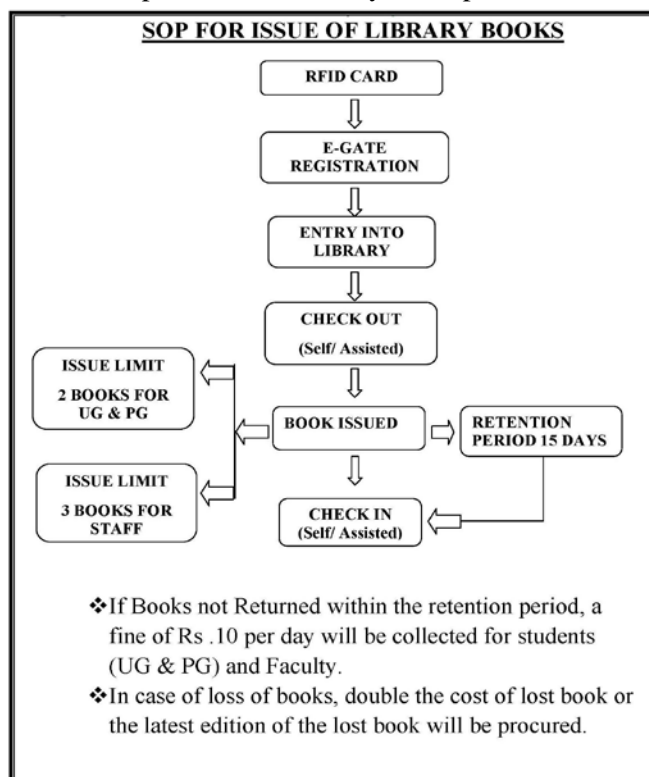 SOP FOR ISSUE OF LIBRARY BOOKS
RFID CARD
E-GATE
REGISTRATION
ENTRY INTO
LIBRARY
CHECK OUT
(Self/ Assisted)
ISSUE LIMIT
2 BOOKS FOR
UG & PG
BOOK ISSUED
RETENTION
PERIOD 15 DAYS
ISSUE LIMIT
3 BOOKS FOR
STAFF
CHECK IN
(Self/ Assisted)
❖If Books not Returned within the retention period, a
fine of Rs .10 per day will be collected for students
(UG & PG) and Faculty.
❖In case of loss of books, double the cost of lost book or
the latest edition of the lost book will be procured.